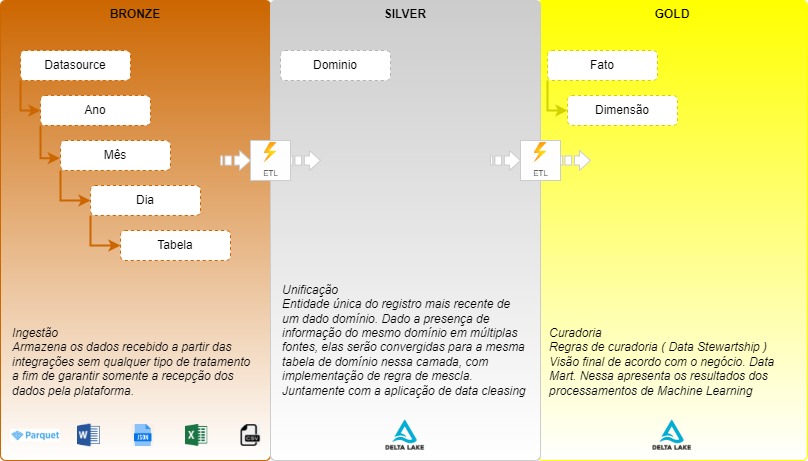 BRONZE
Datasource
Ano
Mês
Dia
Tabela
Ingestão
Armazena os dados recebido a partir das
integrações sem qualquer tipo de tratamento
a fim de garantir somente a recepção dos
dados pela plataforma.
Parquet
W
JSON
X
CSV
ETL
SILVER
Dominio
Unificação
Entidade única do registro mais recente de
um dado domínio. Dado a presença de
informação do mesmo domínio em múltiplas
fontes, elas serão convergidas para a mesma
tabela de domínio nessa camada, com
implementação de regra de mescla.
Juntamente com a aplicação de data cleasing
DELTA LAKE
ETL
GOLD
Fato
Dimensão
Curadoria
Regras de curadoria ( Data Stewartship )
Visão final de acordo com o negócio. Data
Mart. Nessa apresenta os resultados dos
processamentos de Machine Learning
DELTA LAKE